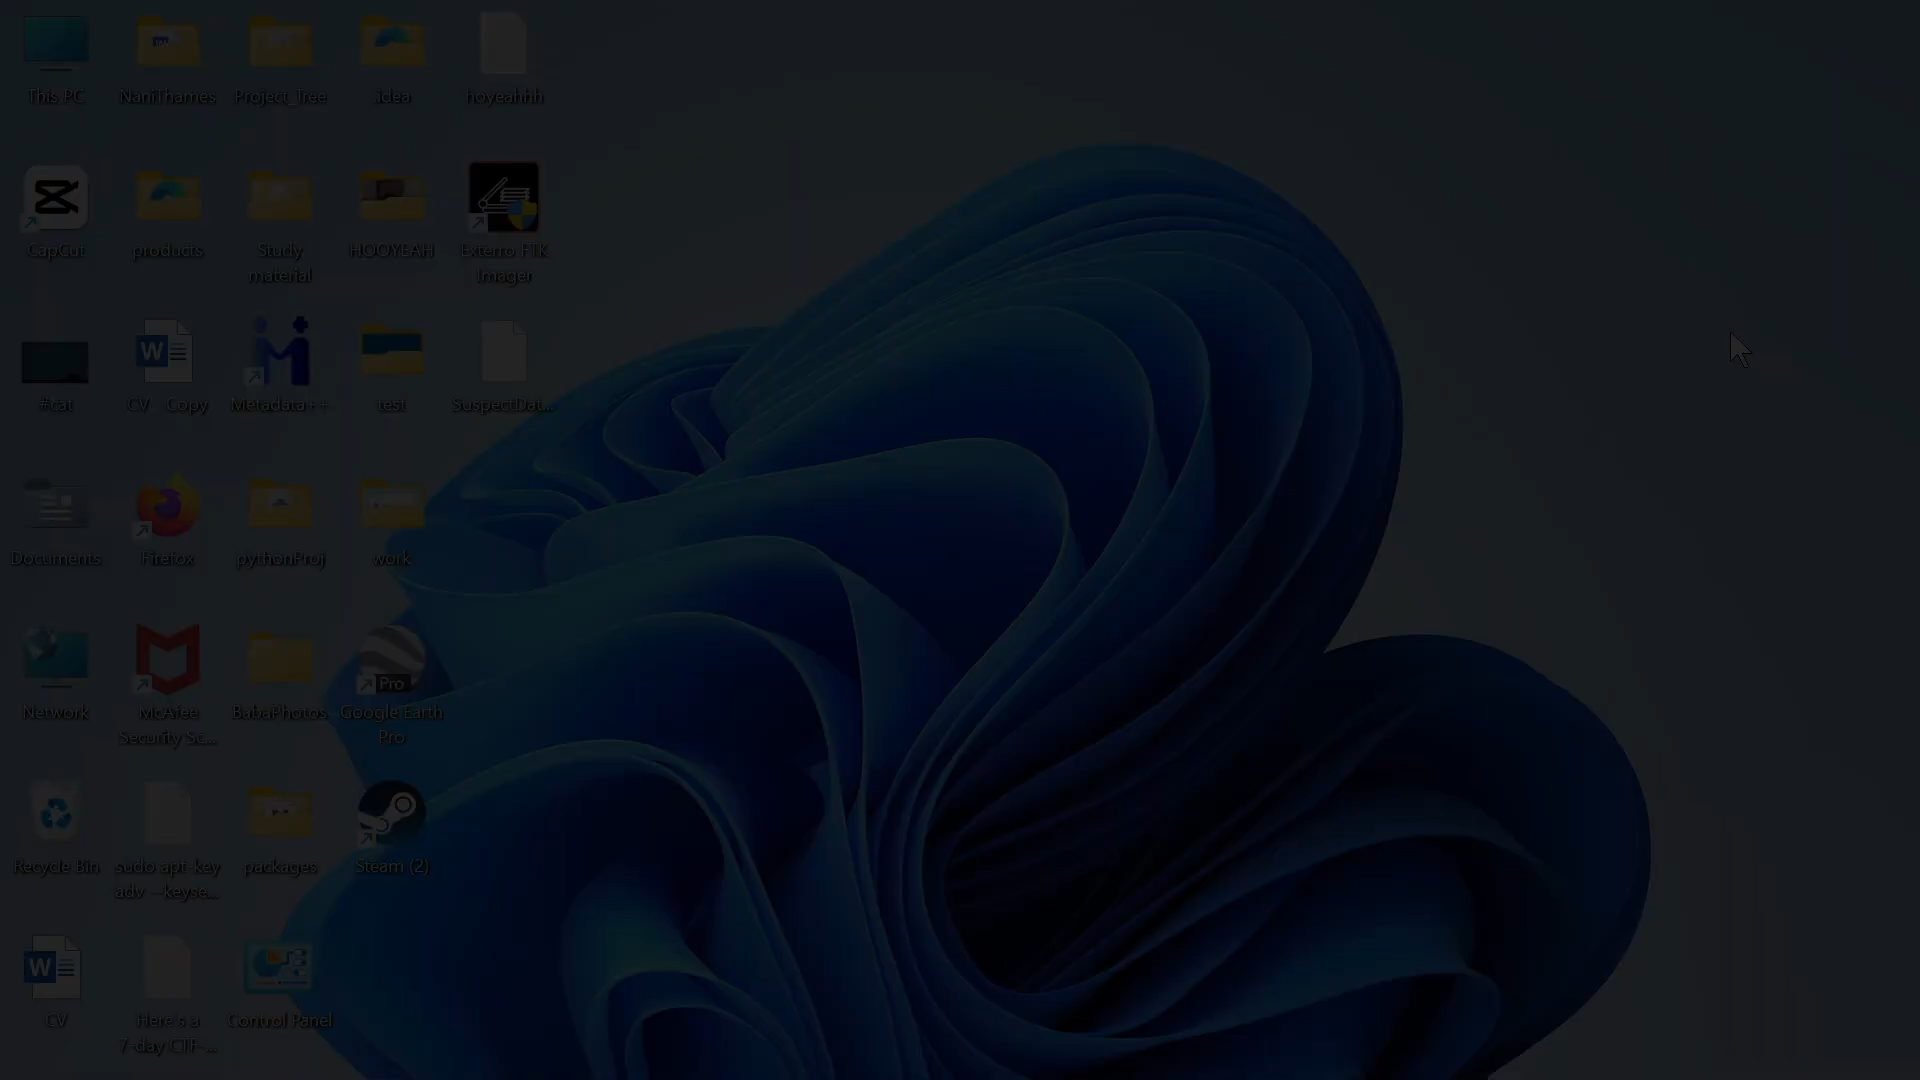 This PC
NaniThames
Project_Tree
.idea
hoyeahhh
CapCut
products
Study
material
HOOYEAH
Exterro FTK
Imager
#cat
CV - Copy
Metadata++
test
SuspectDat...
Documents
Firefox
pythonProj
work
Network
McAfee
Security Sc...
BabaPhotos
Pro
Google Earth
Pro
Recycle Bin
sudo apt-key
adv --keyse...
packages
Steam (2)
CV
Here's a
7-day CTF-...
Control Panel